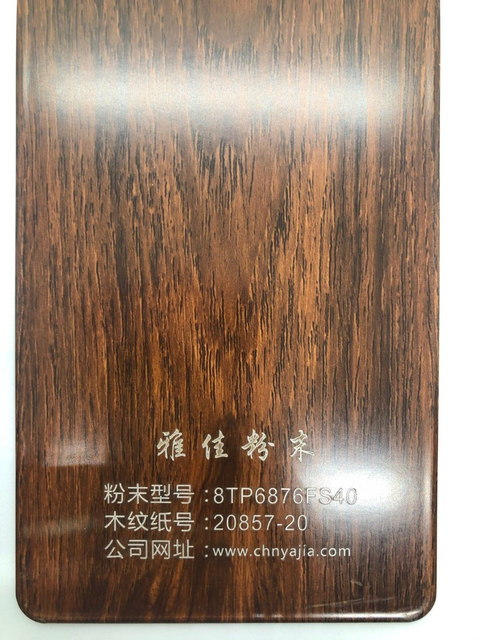 雅佳粉末
粉末型号:8TP6876FS40
木纹纸号:20857-20
公司网址:www.chnyajia.com